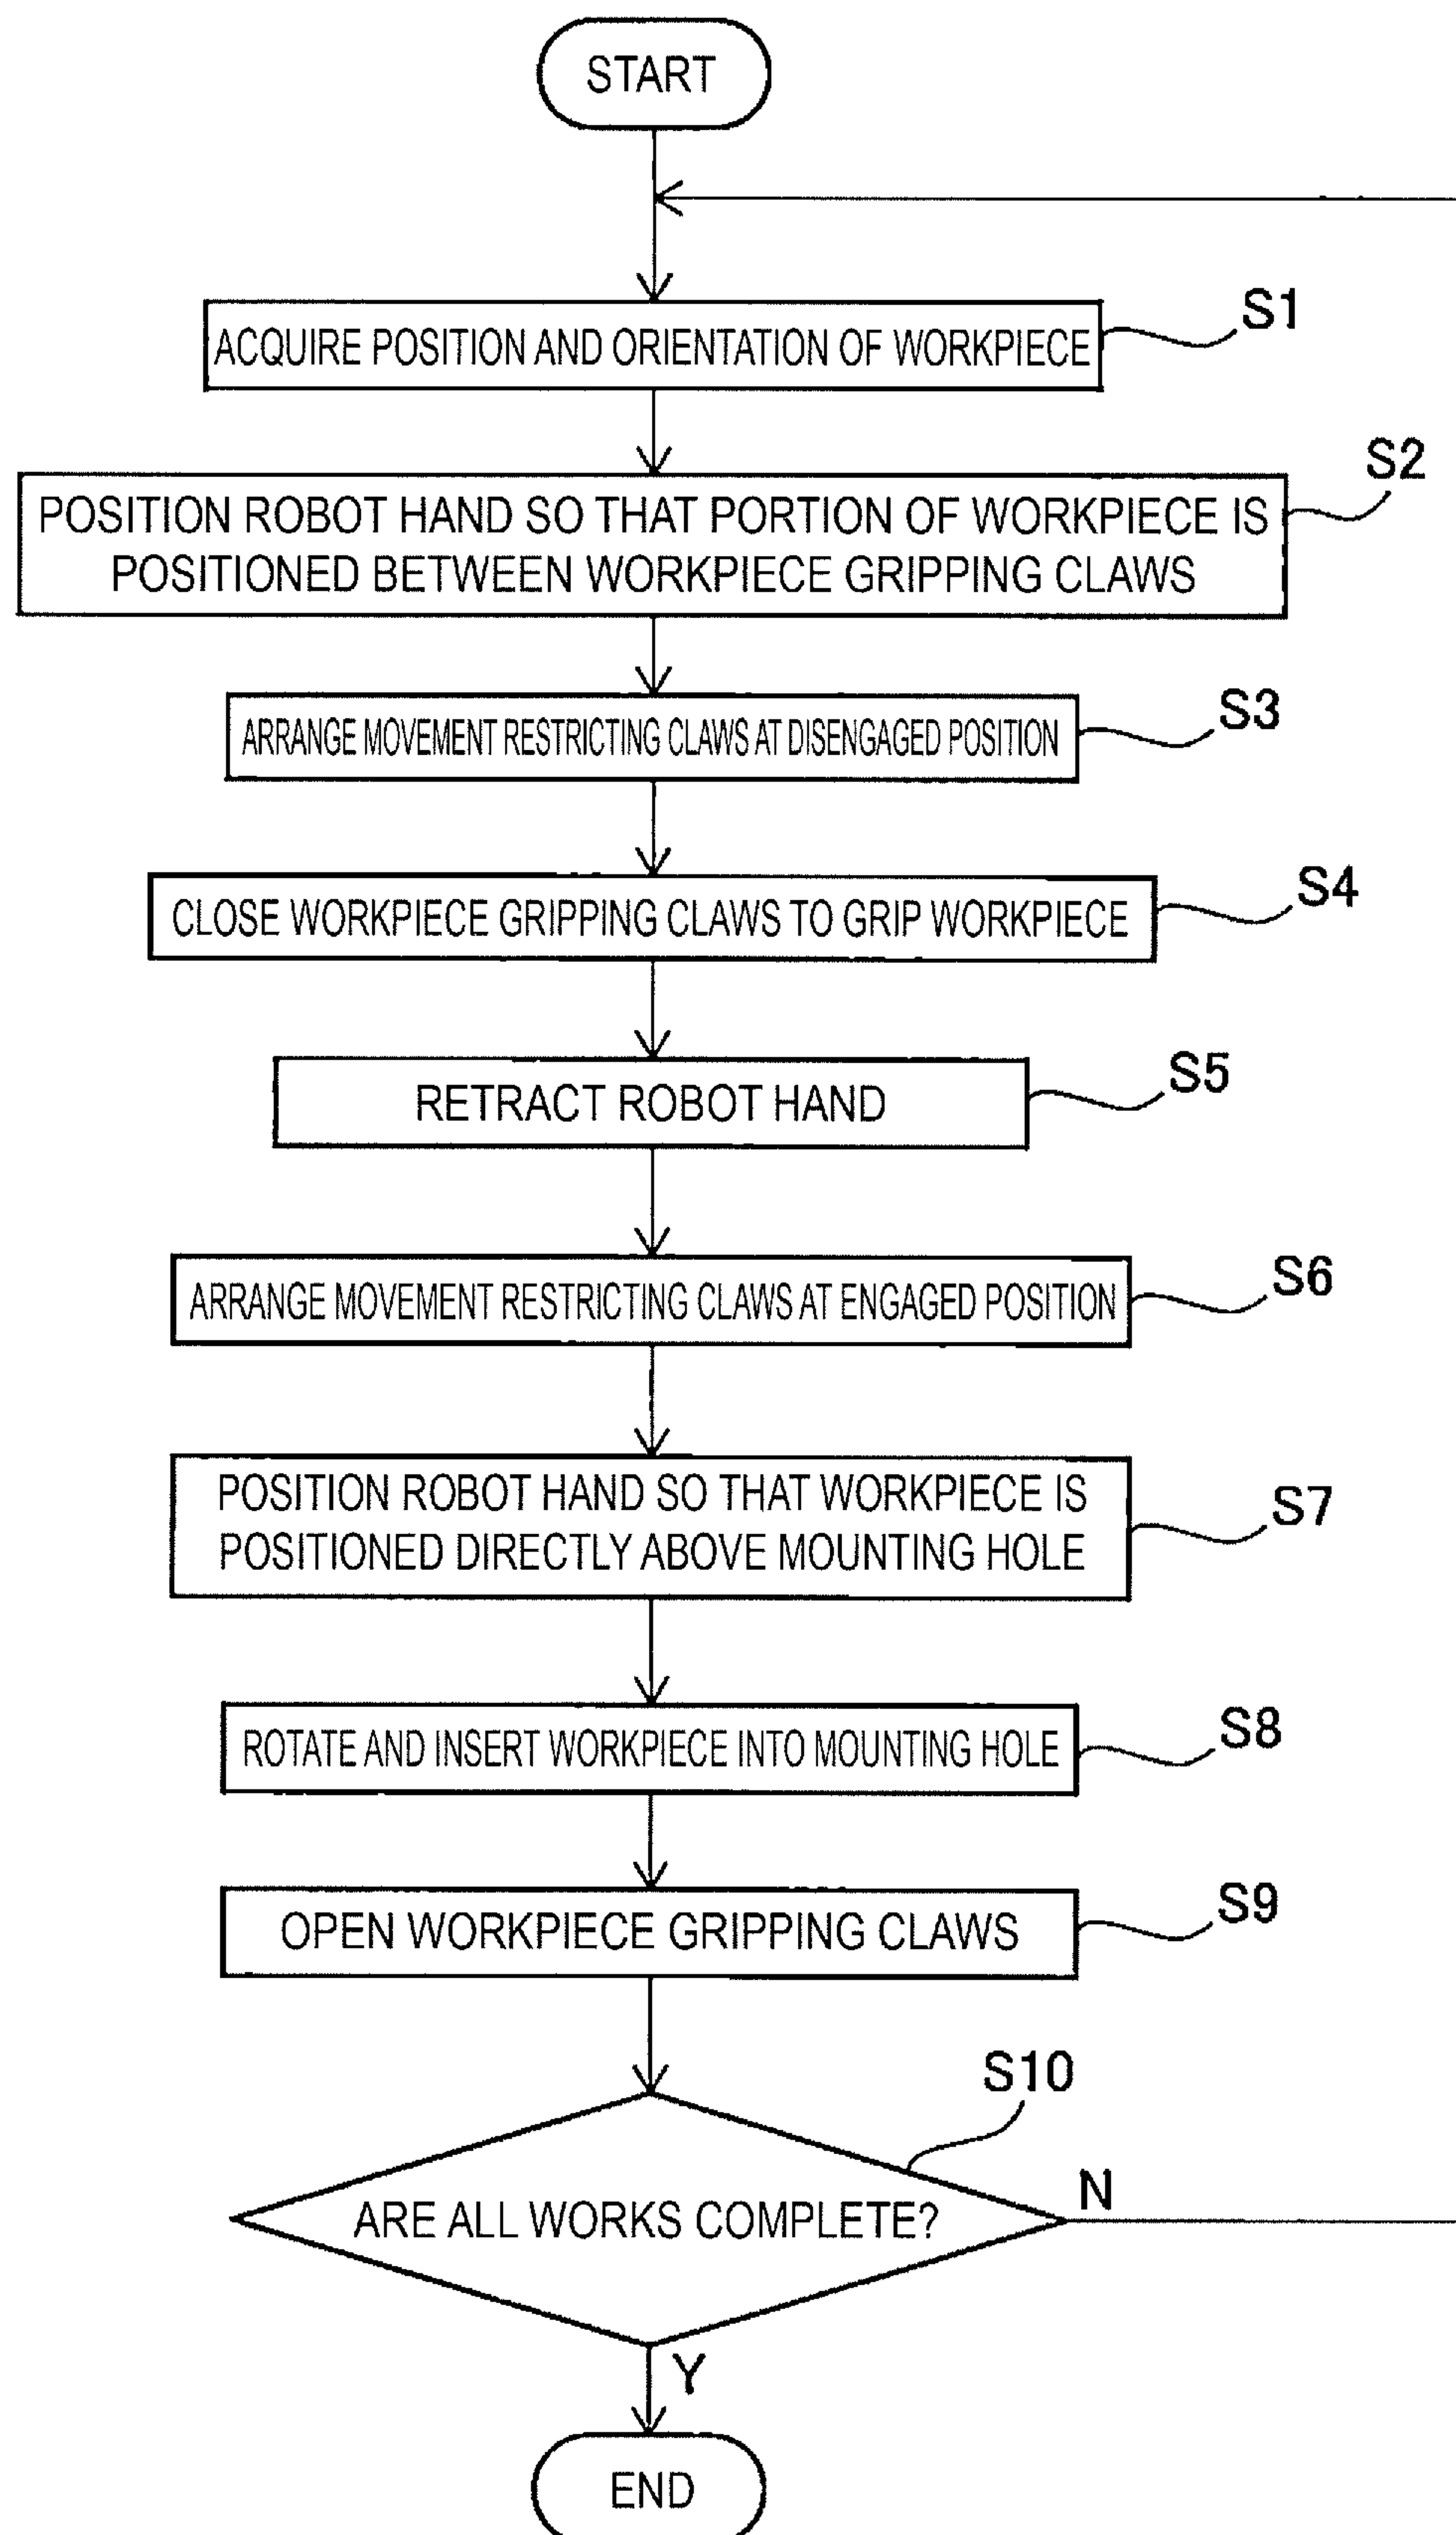 START
ACQUIRE POSITION AND ORIENTATION OF WORKPIECE
S1
POSITION ROBOT HAND SO THAT PORTION OF WORKPIECE IS
POSITIONED BETWEEN WORKPIECE GRIPPING CLAWS
S2
ARRANGE MOVEMENT RESTRICTING CLAWS AT DISENGAGED POSITION
S3
CLOSE WORKPIECE GRIPPING CLAWS TO GRIP WORKPIECE
S4
RETRACT ROBOT HAND
S5
ARRANGE MOVEMENT RESTRICTING CLAWS AT ENGAGED POSITION
S6
POSITION ROBOT HAND SO THAT WORKPIECE IS
POSITIONED DIRECTLY ABOVE MOUNTING HOLE
S7
ROTATE AND INSERT WORKPIECE INTO MOUNTING HOLE
S8
OPEN WORKPIECE GRIPPING CLAWS
S9
S10
ARE ALL WORKS COMPLETE?
N
Y
END